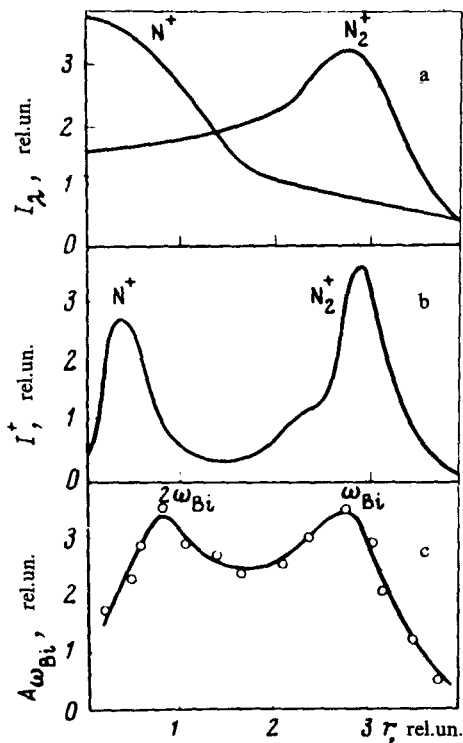 N⁺ N₂⁺
a
3
2
1
0
I_λ, rel.un.
N⁺ N₂⁺
b
3
2
1
0
I⁺, rel.un.
2ω_Bi ω_Bi
c
3
2
1
0
A_ω_Bi, rel.un.
1 2 3 r, rel.un.